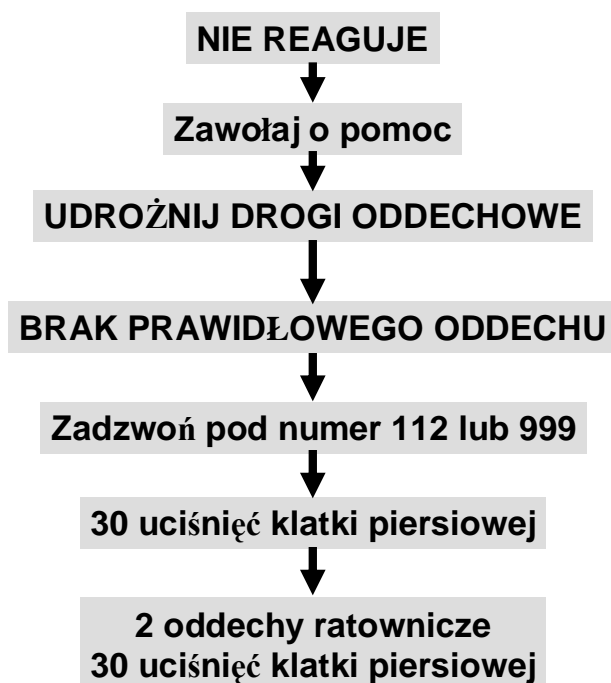 NIE REAGUJE
Zawołaj o pomoc
UDROŻNIJ DROGI ODDECHOWE
BRAK PRAWIDŁOWEGO ODDECHU
Zadzwoń pod numer 112 lub 999
30 uciśnięć klatki piersiowej
2 oddechy ratownicze
30 uciśnięć klatki piersiowej